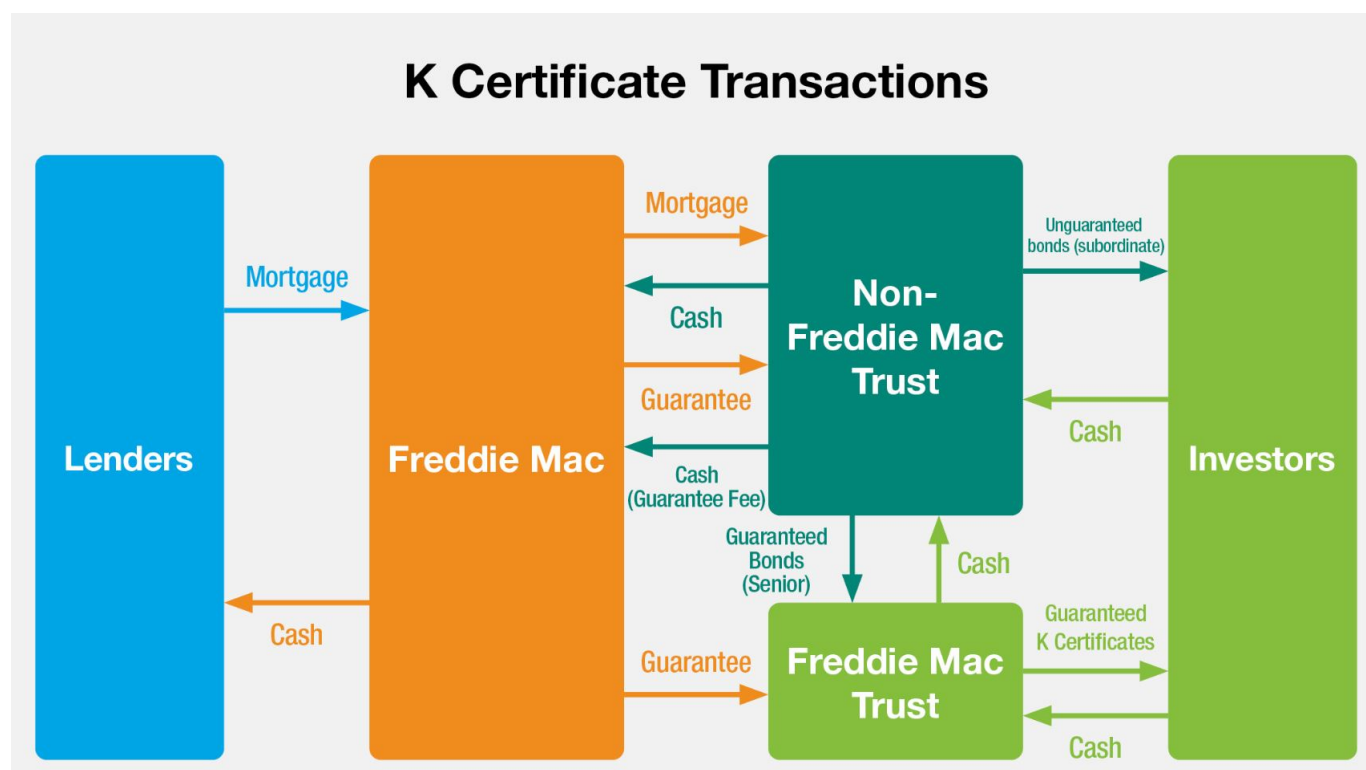 K Certificate Transactions
Lenders
Mortgage
Cash
Freddie Mac
Mortgage
Cash
Guarantee
Cash
(Guarantee Fee)
Guarantee
Non-
Freddie Mac
Trust
Guaranteed
Bonds
(Senior)
Cash
Freddie Mac
Trust
Unguaranteed
bonds (subordinate)
Cash
Guaranteed
K Certificates
Cash
Investors